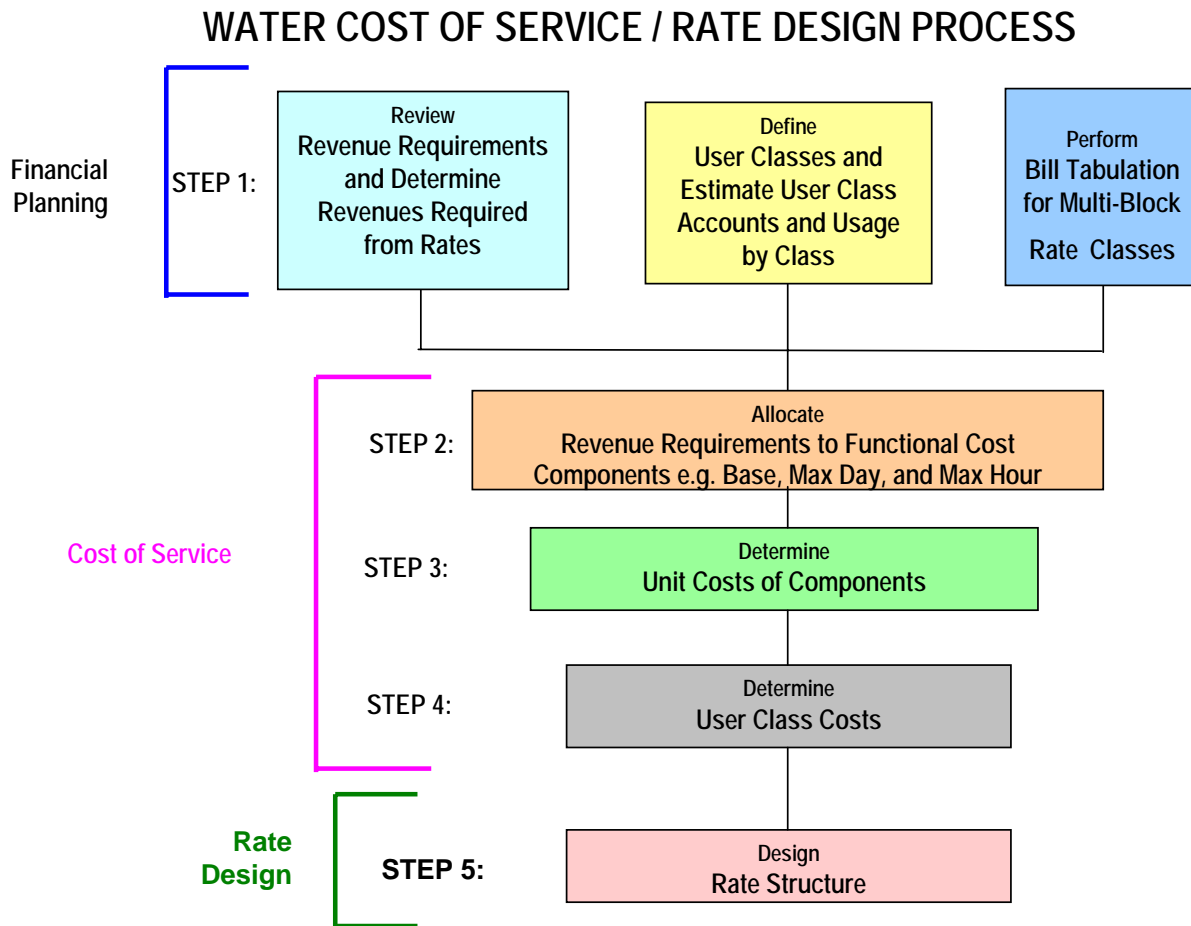 WATER COST OF SERVICE / RATE DESIGN PROCESS
Financial
Planning
STEP 1:
Review
Revenue Requirements
and Determine
Revenues Required
from Rates
Define
User Classes and
Estimate User Class
Accounts and Usage
by Class
Perform
Bill Tabulation
for Multi-Block
Rate Classes
Cost of Service
STEP 2:
Allocate
Revenue Requirements to Functional Cost
Components e.g. Base, Max Day, and Max Hour
STEP 3:
Determine
Unit Costs of Components
STEP 4:
Determine
User Class Costs
Rate
Design
STEP 5:
Design
Rate Structure